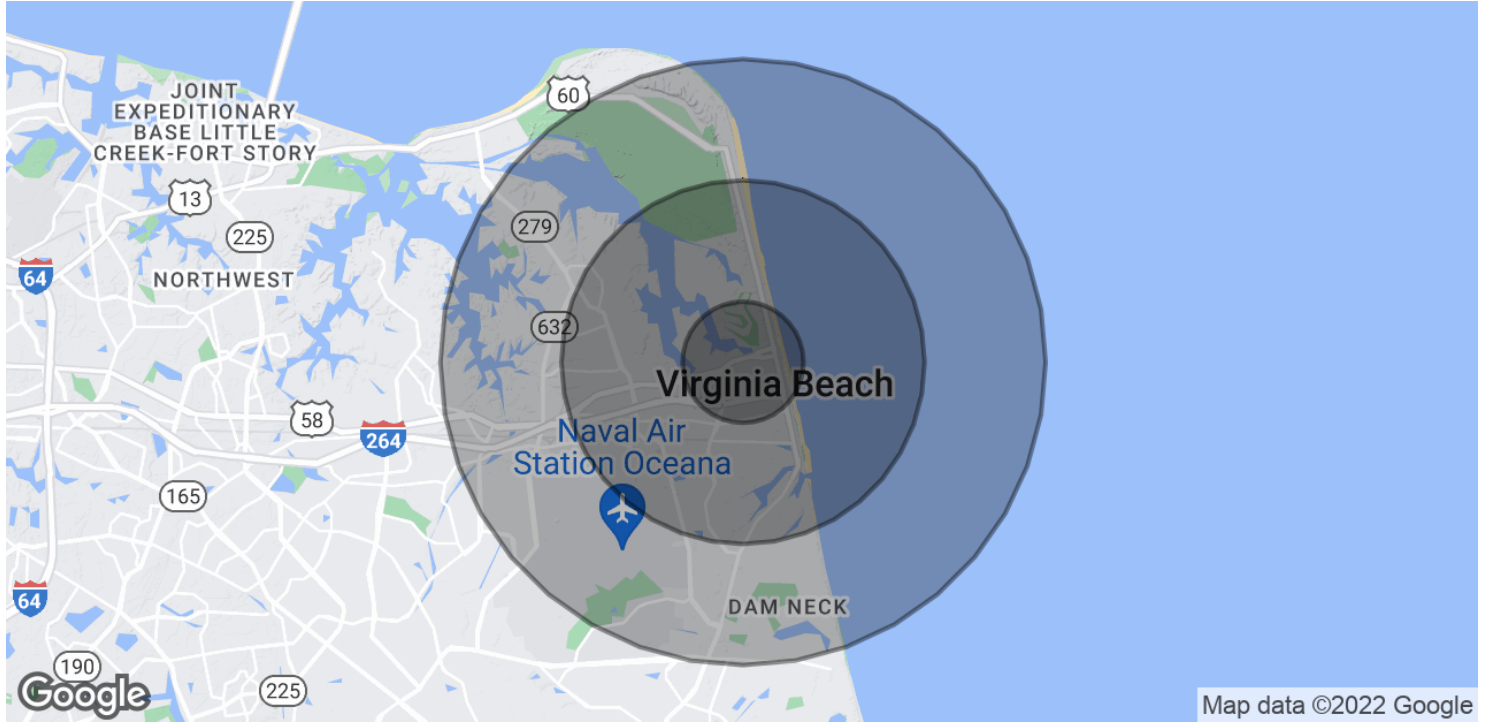 JOINT
EXPEDITIONARY
BASE LITTLE
CREEK-FORT STORY
60
13
279
225
64
NORTHWEST
632
Virginia Beach
58
264
Naval Air
Station Oceana
165
64
DAM NECK
190
225
Google
Map data ©2022 Google